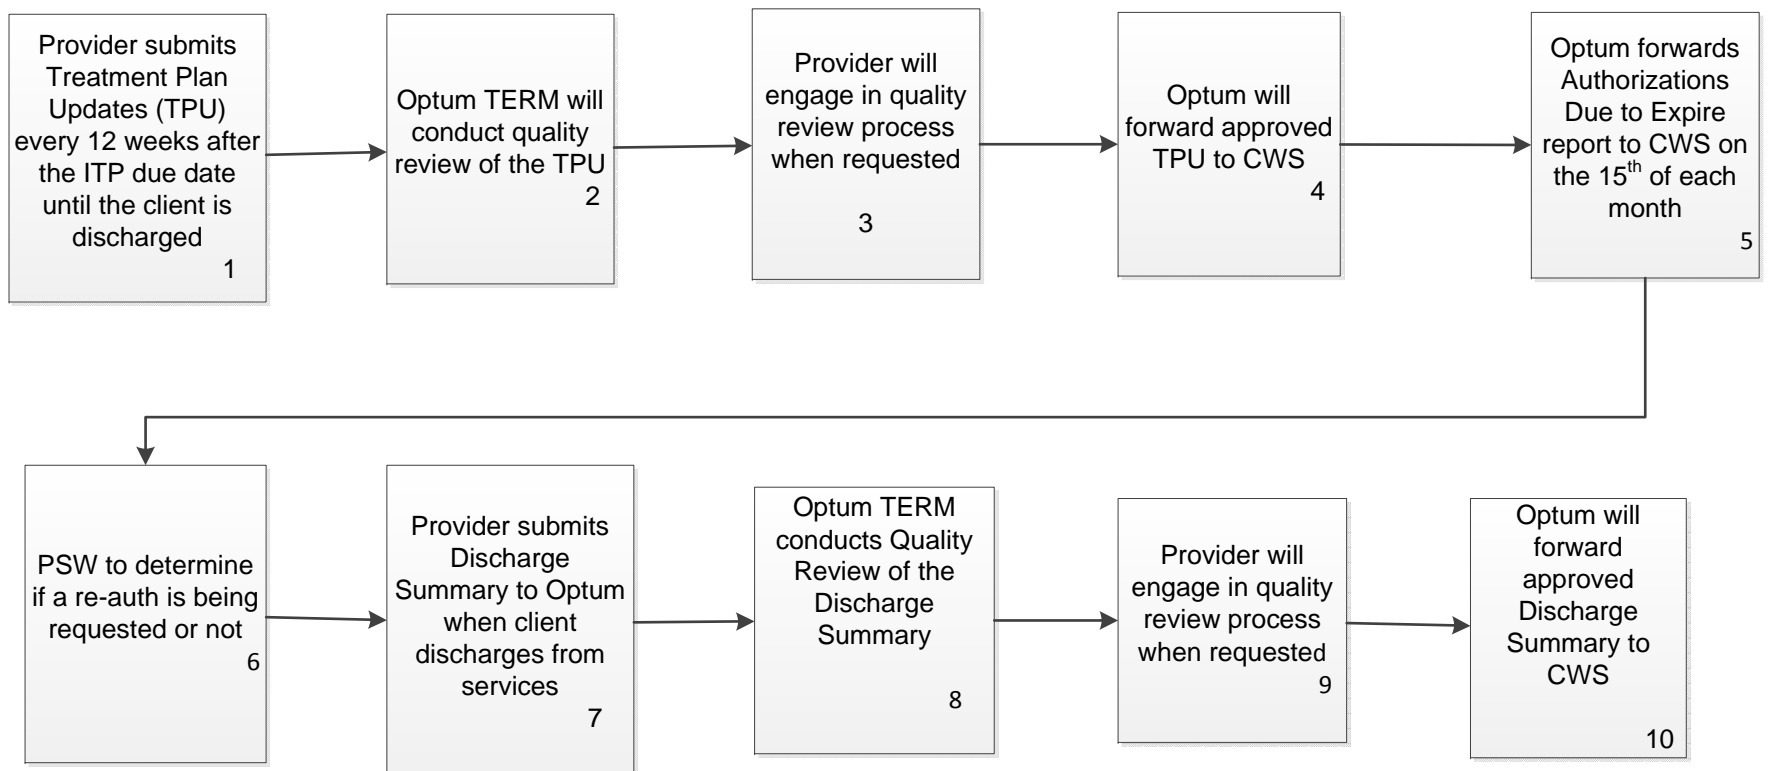 Provider submits
Treatment Plan
Updates (TPU)
every 12 weeks after
the ITP due date
until the client is
discharged
1
Optum TERM will
conduct quality
review of the TPU
2
Provider will
engage in quality
review process
when requested
3
Optum will
forward approved
TPU to CWS
4
Optum forwards
Authorizations
Due to Expire
report to CWS on
the 15th of each
month
5
PSW to determine
if a re-auth is being
requested or not
6
Provider submits
Discharge
Summary to Optum
when client
discharges from
services
7
Optum TERM
conducts Quality
Review of the
Discharge
Summary
8
Provider will
engage in quality
review process
when requested
9
Optum will
forward
approved
Discharge
Summary to
CWS
10